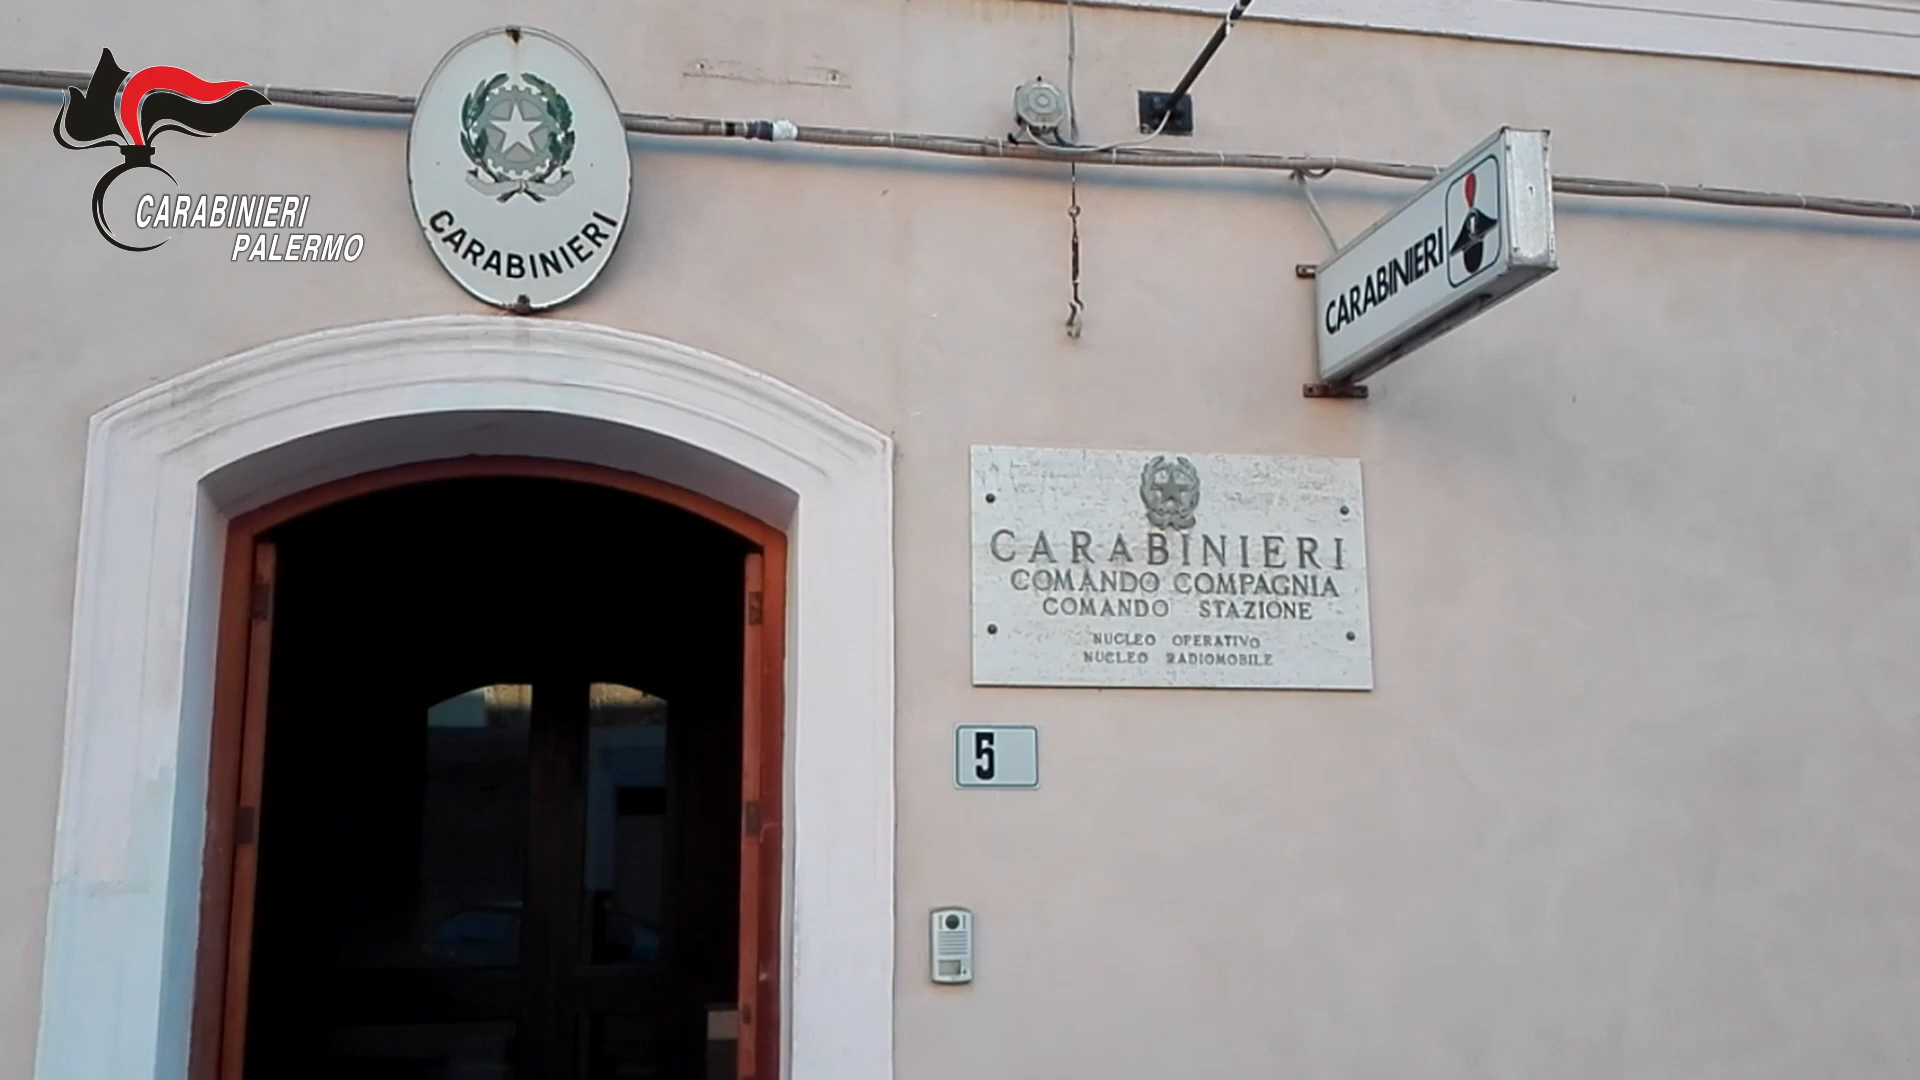 CARABINIERI
PALERMO
CARABINIERI
CARABINIERI
CARABINIERI
COMANDO COMPAGNIA
COMANDO STAZIONE
NUCLEO OPERATIVO
NUCLEO RADIOMOBILE
5